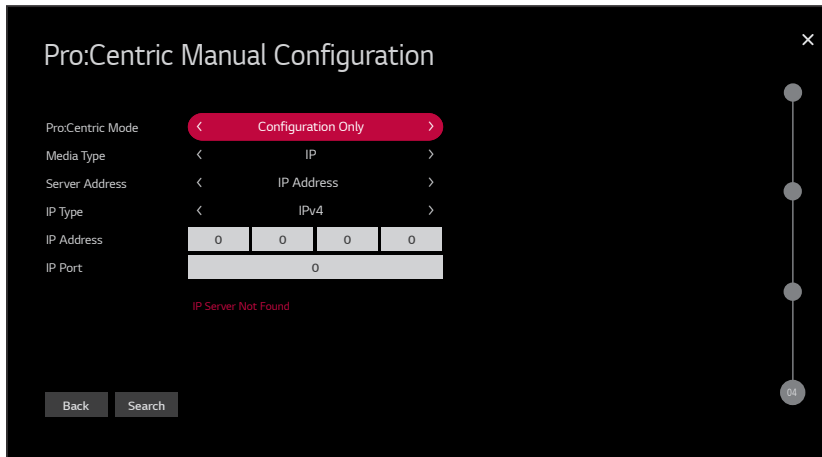 Pro:Centric Manual Configuration
Pro:Centric Mode < Configuration Only >
Media Type < IP >
Server Address < IP Address >
IP Type < IPv4 >
IP Address 0 0 0 0
IP Port 0
IP Server Not Found
Back Search
04